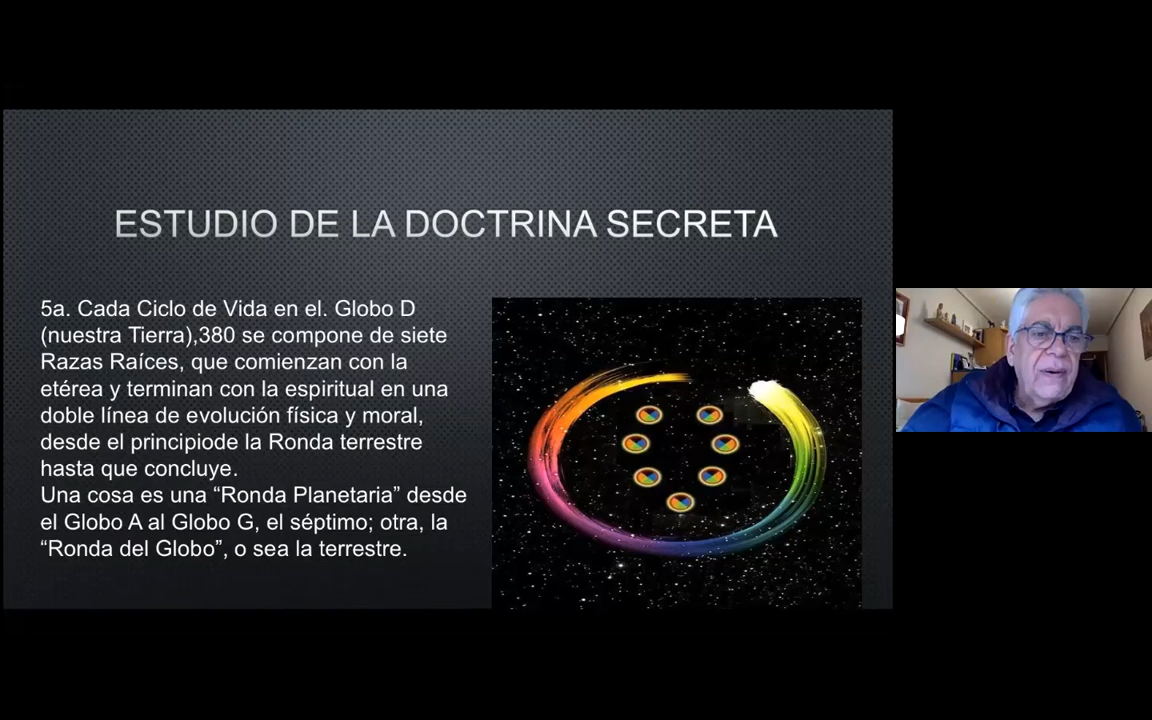 ESTUDIO DE LA DOCTRINA SECRETA
5a. Cada Ciclo de Vida en el. Globo D
(nuestra Tierra),380 se compone de siete
Razas Raíces, que comienzan con la
etérea y terminan con la espiritual en una
doble línea de evolución física y moral,
desde el principiode la Ronda terrestre
hasta que concluye.
Una cosa es una “Ronda Planetaria” desde
el Globo A al Globo G, el séptimo; otra, la
“Ronda del Globo”, o sea la terrestre.